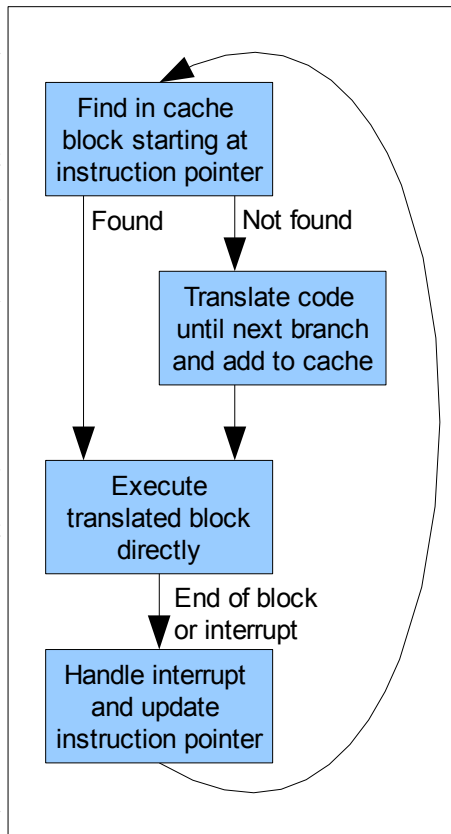 Find in cache
block starting at
instruction pointer
Found
Not found
Translate code
until next branch
and add to cache
Execute
translated block
directly
End of block
or interrupt
Handle interrupt
and update
instruction pointer